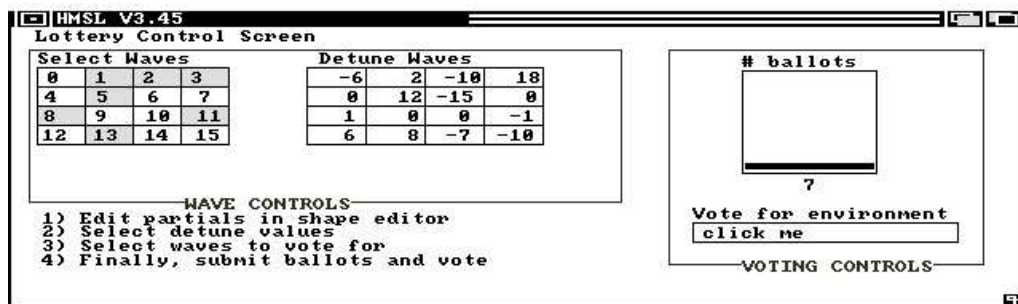 HMSL V3.45
Lottery Control Screen
Select Waves
0 1 2 3
4 5 6 7
8 9 10 11
12 13 14 15
Detune Waves
-6 2 -10 18
0 12 -15 0
1 0 0 -1
6 8 -7 -10
WAVE CONTROLS
1) Edit partials in shape editor
2) Select detune values
3) Select waves to vote for
4) Finally, submit ballots and vote
# ballots
7
Vote for environment
click me
VOTING CONTROLS